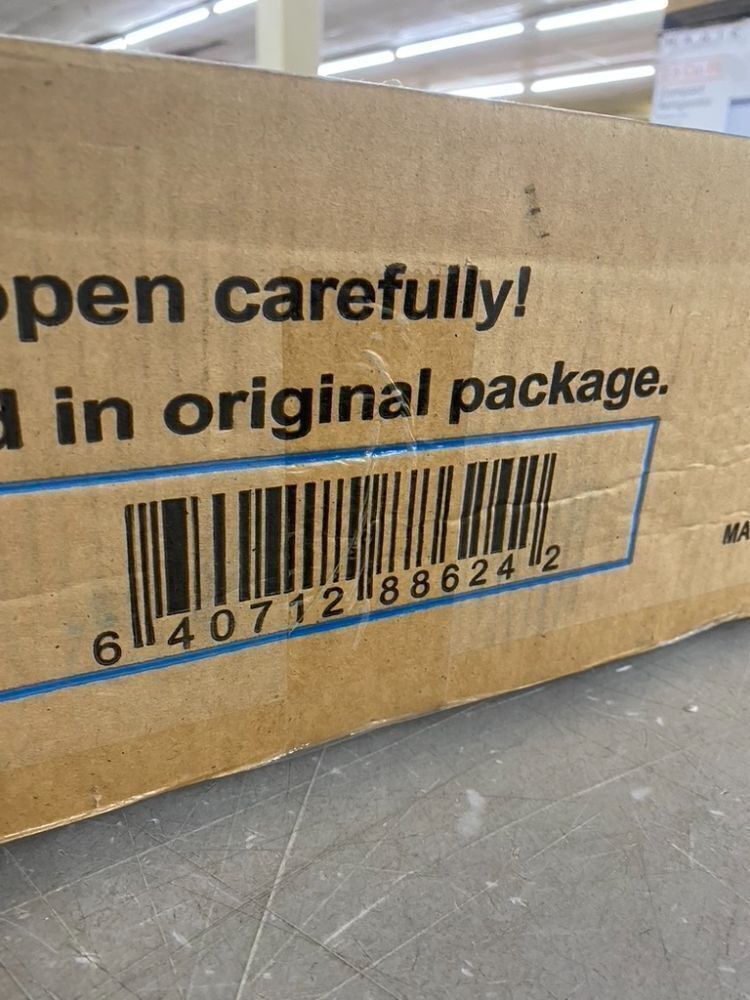 open carefully!
d in original package.
6 40712 88624 2
MA